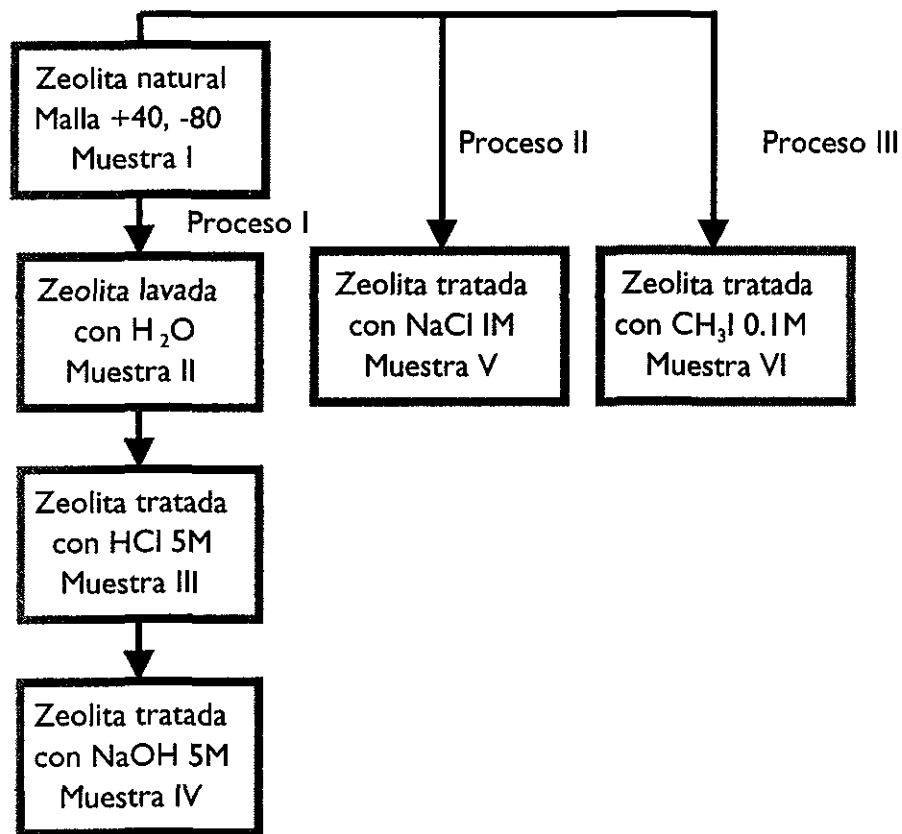 Zeolita natural
Malla +40, -80
Muestra I
Proceso I
Zeolita lavada
con H₂O
Muestra II
Zeolita tratada
con HCl 5M
Muestra III
Zeolita tratada
con NaOH 5M
Muestra IV
Proceso II
Zeolita tratada
con NaCl 1M
Muestra V
Proceso III
Zeolita tratada
con CH₃I 0.1M
Muestra VI